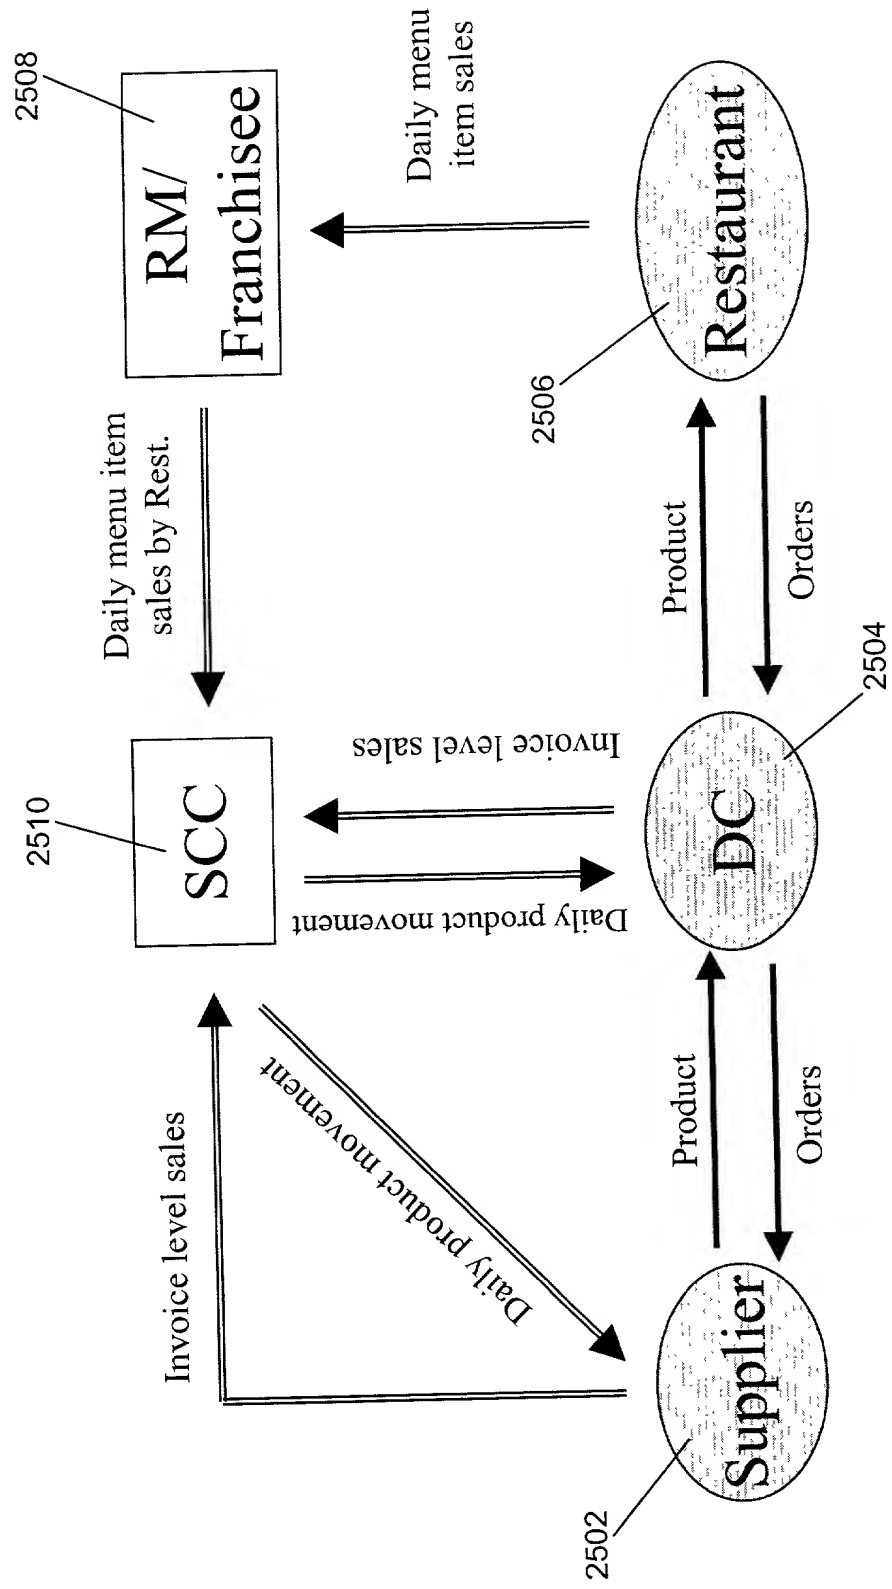 2510
2508
SCC
RM/
Franchisee
Invoice level sales
Daily menu item
sales by Rest.
Daily product movement
Daily product movement
Invoice level sales
Daily menu
item sales
2502
Supplier
Product
Orders
DC
2504
Product
Orders
2506
Restaurant